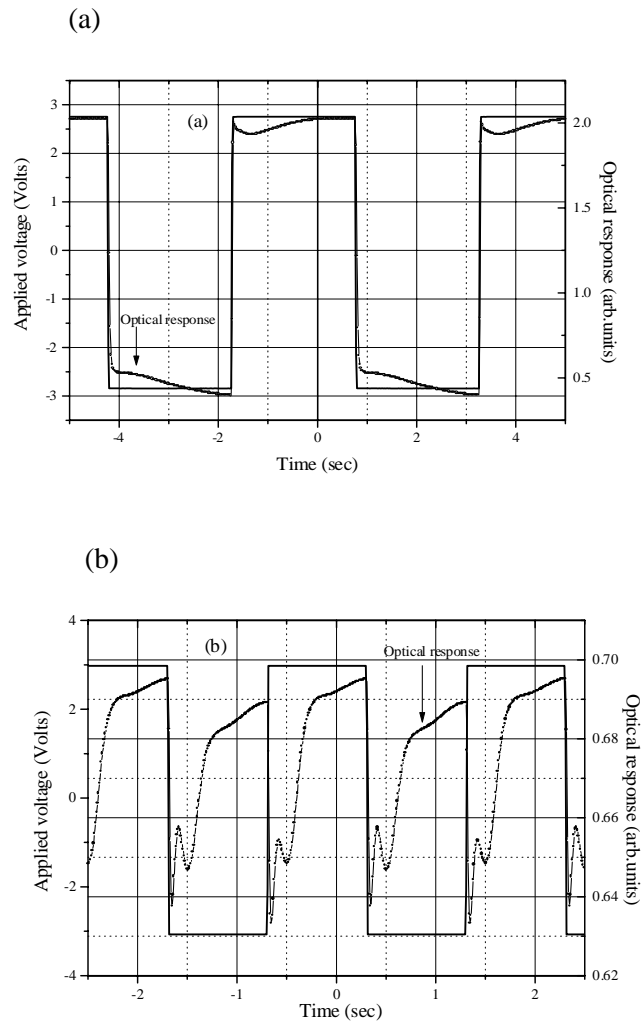 (a)
3
2
1
0
-1
-2
-3
Applied voltage (Volts)
(a)
Optical response
2.0
1.5
1.0
0.5
Optical response (arb.units)
-4 -2 0 2 4
Time (sec)
(b)
4
2
0
-2
-4
Applied voltage (Volts)
(b)
Optical response
0.70
0.68
0.66
0.64
0.62
Optical response (arb.units)
-2 -1 0 1 2
Time (sec)